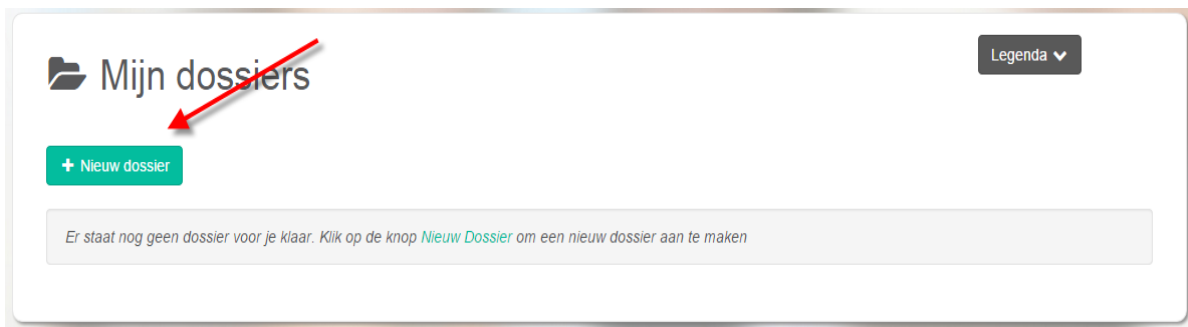 Mijn dossiers
Legenda
+ Nieuw dossier
Er staat nog geen dossier voor je klaar. Klik op de knop Nieuw Dossier om een nieuw dossier aan te maken